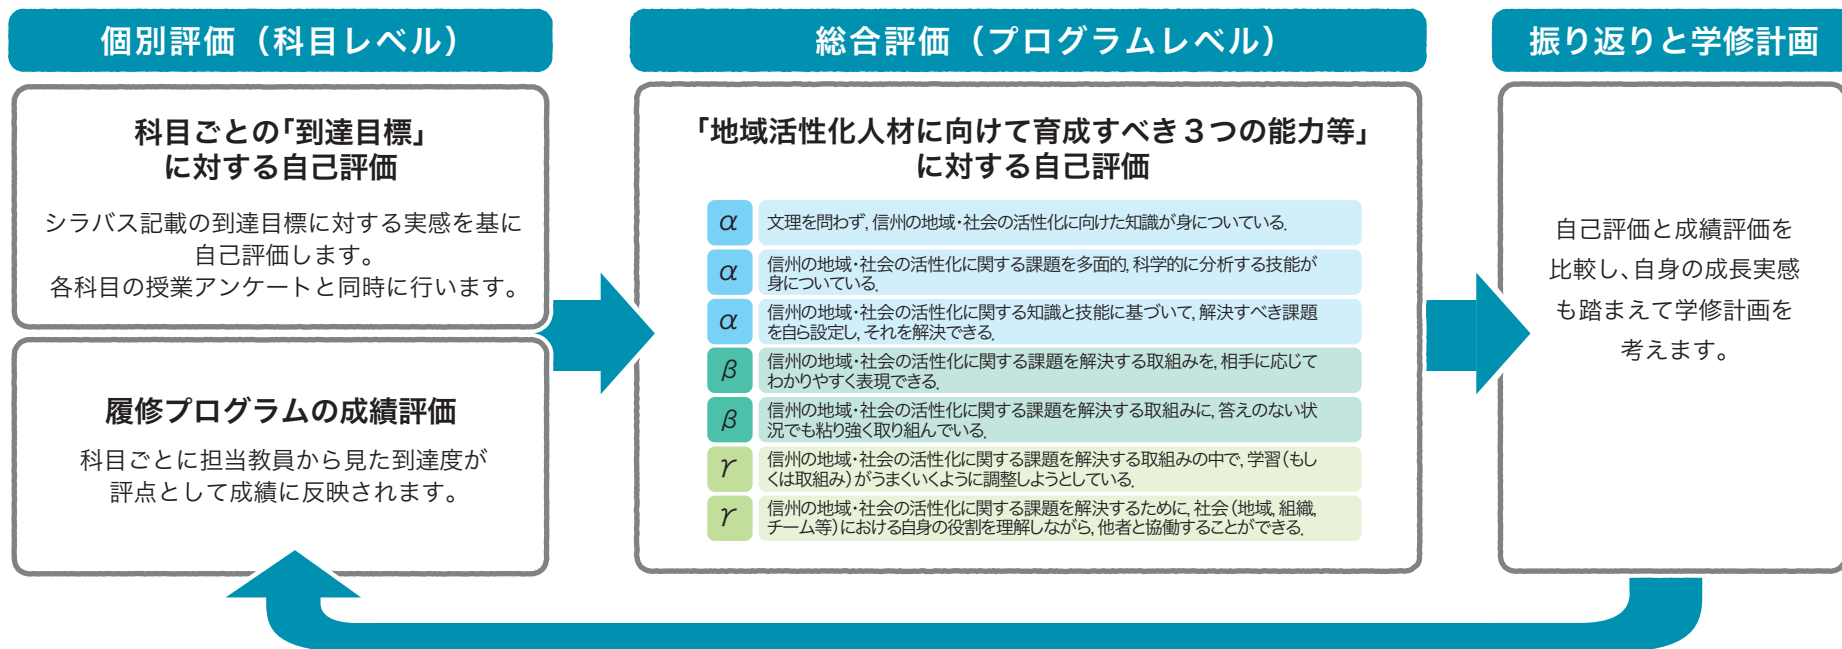 個別評価（科目レベル）
科目ごとの「到達目標」
に対する自己評価
シラバス記載の到達目標に対する実感を基に
自己評価します。
各科目の授業アンケートと同時に行います。
履修プログラムの成績評価
科目ごとに担当教員から見た到達度が
評点として成績に反映されます。
総合評価（プログラムレベル）
「地域活性化人材に向けて育成すべき３つの能力等」
に対する自己評価
α 文理を問わず，信州の地域・社会の活性化に向けた知識が身についている．
α 信州の地域・社会の活性化に関する課題を多面的，科学的に分析する技能が
身についている．
α 信州の地域・社会の活性化に関する知識と技能に基づいて，解決すべき課題
を自ら設定し，それを解決できる．
β 信州の地域・社会の活性化に関する課題を解決する取組みを，相手に応じて
わかりやすく表現できる．
β 信州の地域・社会の活性化に関する課題を解決する取組みに，答えのない状
況でも粘り強く取り組んでいる．
γ 信州の地域・社会の活性化に関する課題を解決する取組みの中で，学習（もし
くは取組み）がうまくいくように調整しようとしている．
γ 信州の地域・社会の活性化に関する課題を解決するために，社会（地域，組織，
チーム等）における自身の役割を理解しながら，他者と協働することができる．
振り返りと学修計画
自己評価と成績評価を
比較し、自身の成長実感
も踏まえて学修計画を
考えます。